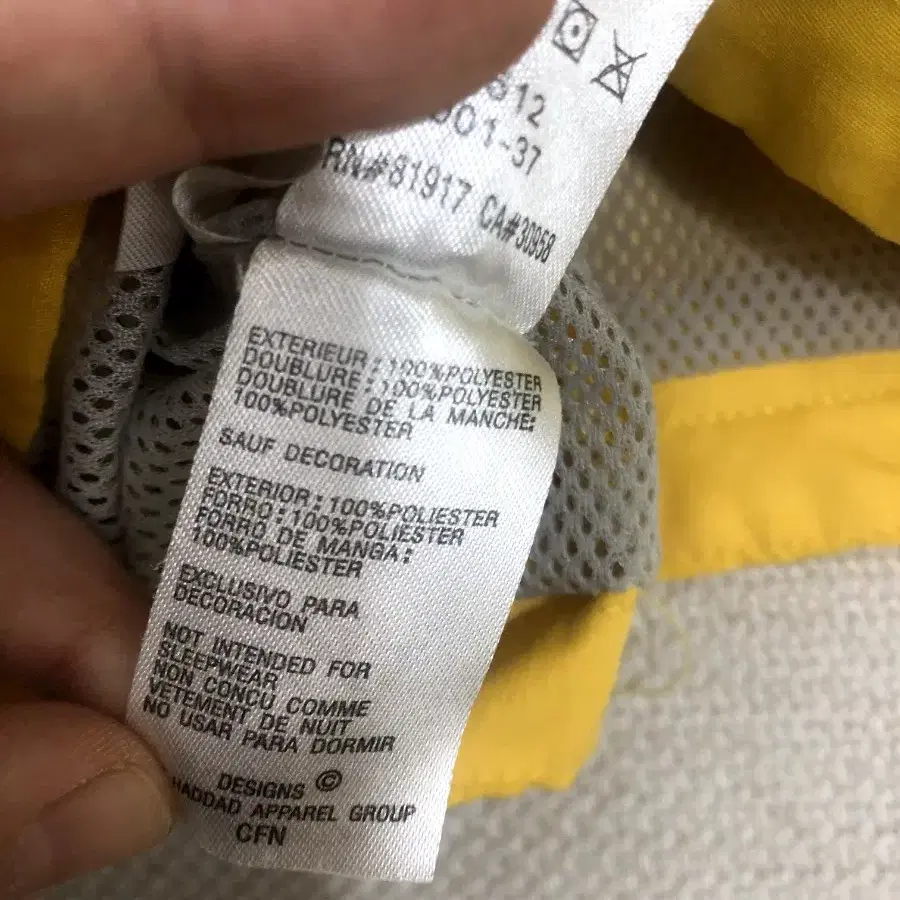 RN#81917 CA#30958
EXTERIEUR:100%POLYESTER
DOUBLURE:100%POLYESTER
DOUBLURE DE LA MANCHE:
100%POLYESTER
SAUF DECORATION
EXTERIOR:100%POLIESTER
FORRO:100%POLIESTER
FORRO DE MANGA:
100%POLIESTER
EXCLUSIVO PARA
DECORACION
NOT INTENDED FOR
SLEEPWEAR
NON CONCU COMME
VETEMENT DE NUIT
NO USAR PARA DORMIR
DESIGNS ©
HADDAD APPAREL GROUP
CFN